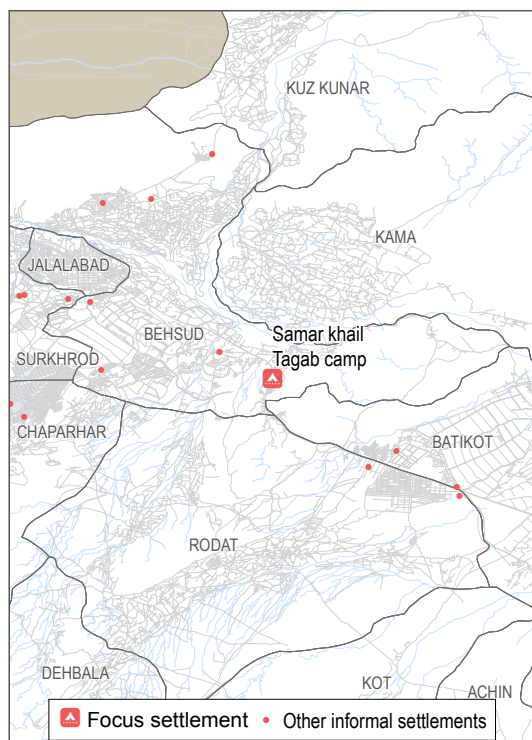 KUZ KUNAR
KAMA
JALALABAD
BEHSUD
Samar khail
Tagab camp
SURKHROD
CHAPARHAR
BATIKOT
RODAT
DEHBALA
KOT
ACHIN
Focus settlement
Other informal settlements